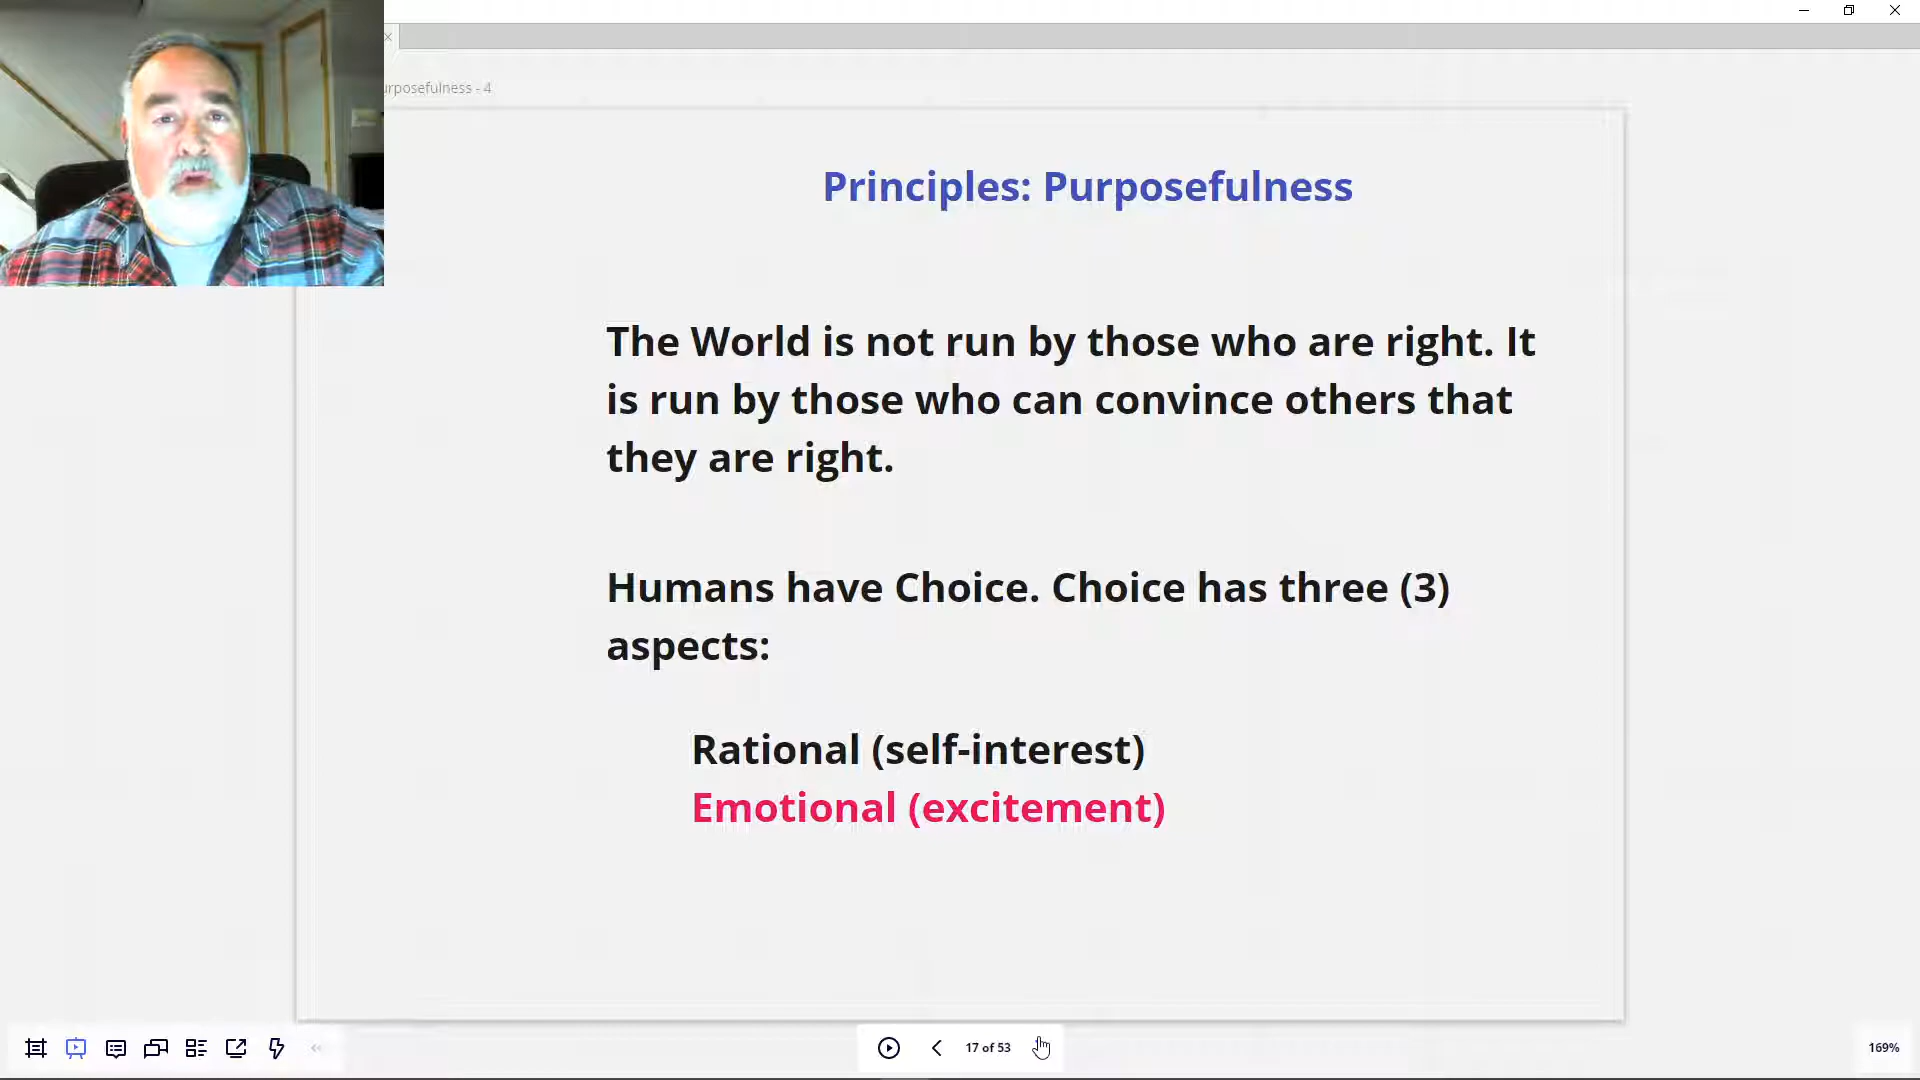 urposefulness - 4
Principles: Purposefulness
The World is not run by those who are right. It
is run by those who can convince others that
they are right.
Humans have Choice. Choice has three (3)
aspects:
Rational (self-interest)
Emotional (excitement)
17 of 53
169%